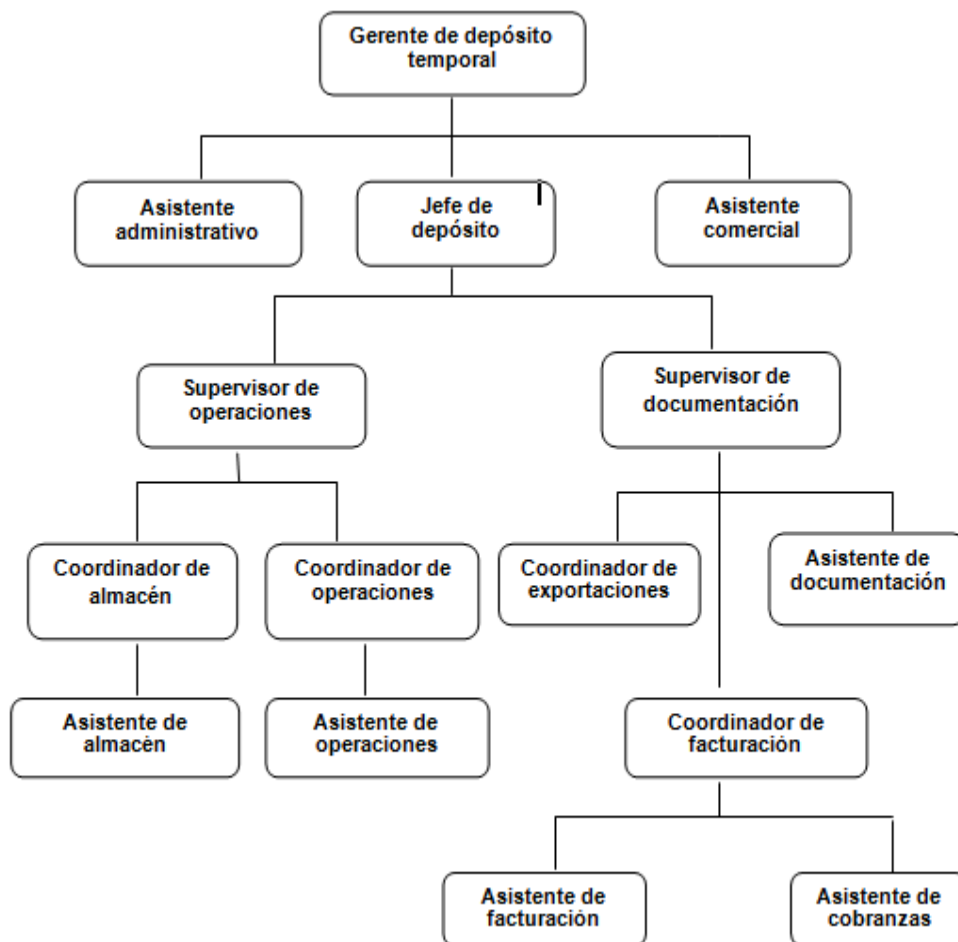 Gerente de depósito
temporal
Asistente
administrativo
Jefe de
depósito
Asistente
comercial
Supervisor de
operaciones
Supervisor de
documentación
Coordinador de
almacén
Coordinador de
operaciones
Coordinador de
exportaciones
Asistente de
documentación
Asistente de
almacén
Asistente de
operaciones
Coordinador de
facturación
Asistente de
facturación
Asistente de
cobranzas